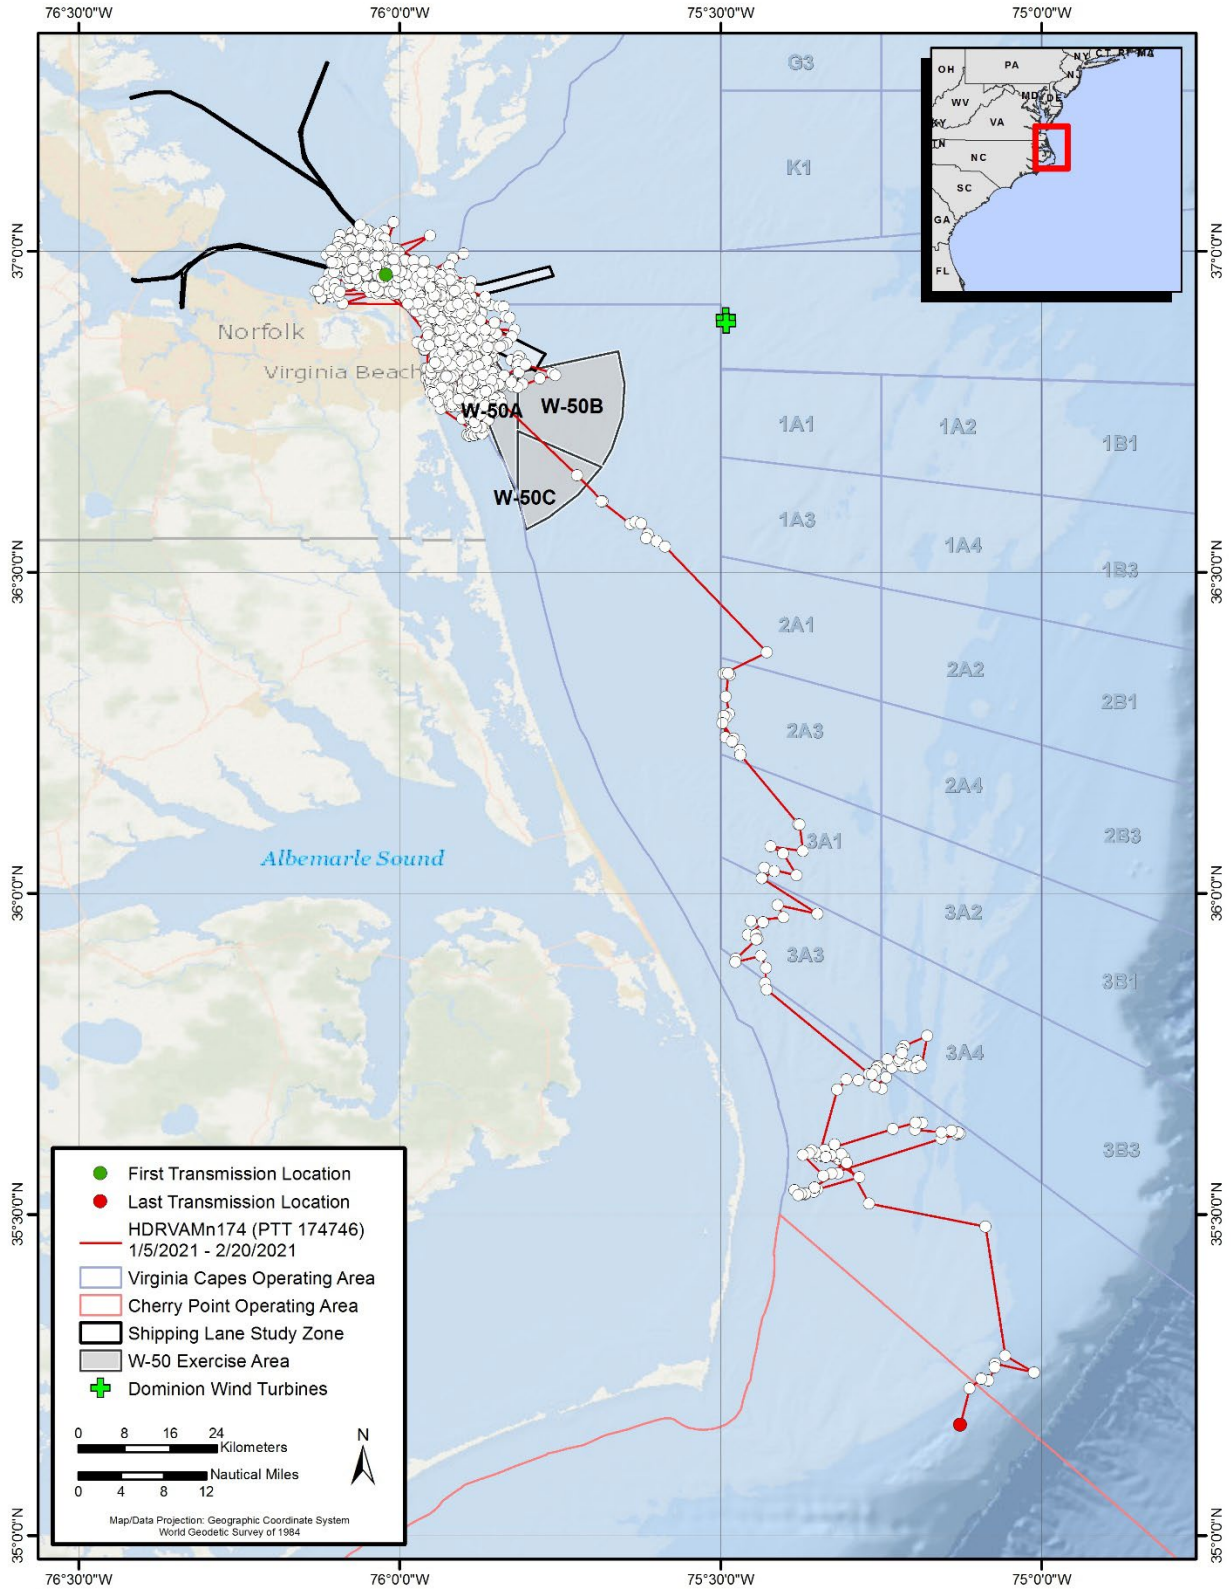 76°30'0"W 76°0'0"W 75°30'0"W 75°0'0"W
G3
K1
OH
PA
NY
CT
RI
MA
NJ
MD
DE
WV
VA
KY
TN
NC
SC
GA
FL
37°0'0"N
37°0'0"N
Norfolk
Virginia Beach
W-50A
W-50B
W-50C
1A1
1A2
1B1
1A3
1A4
1B3
36°30'0"N
36°30'0"N
2A1
2A2
2B1
2A3
2A4
2B3
Albemarle Sound
3A1
36°0'0"N
36°0'0"N
3A2
3A3
3B1
3A4
3B3
35°30'0"N
35°30'0"N
First Transmission Location
Last Transmission Location
HDRVAMn174 (PTT 174746)
1/5/2021 - 2/20/2021
Virginia Capes Operating Area
Cherry Point Operating Area
Shipping Lane Study Zone
W-50 Exercise Area
Dominion Wind Turbines
0 8 16 24
Kilometers
Nautical Miles
0 4 8 12
N
Map/Data Projection: Geographic Coordinate System
World Geodetic Survey of 1984
35°0'0"N
35°0'0"N
76°30'0"W 76°0'0"W 75°30'0"W 75°0'0"W